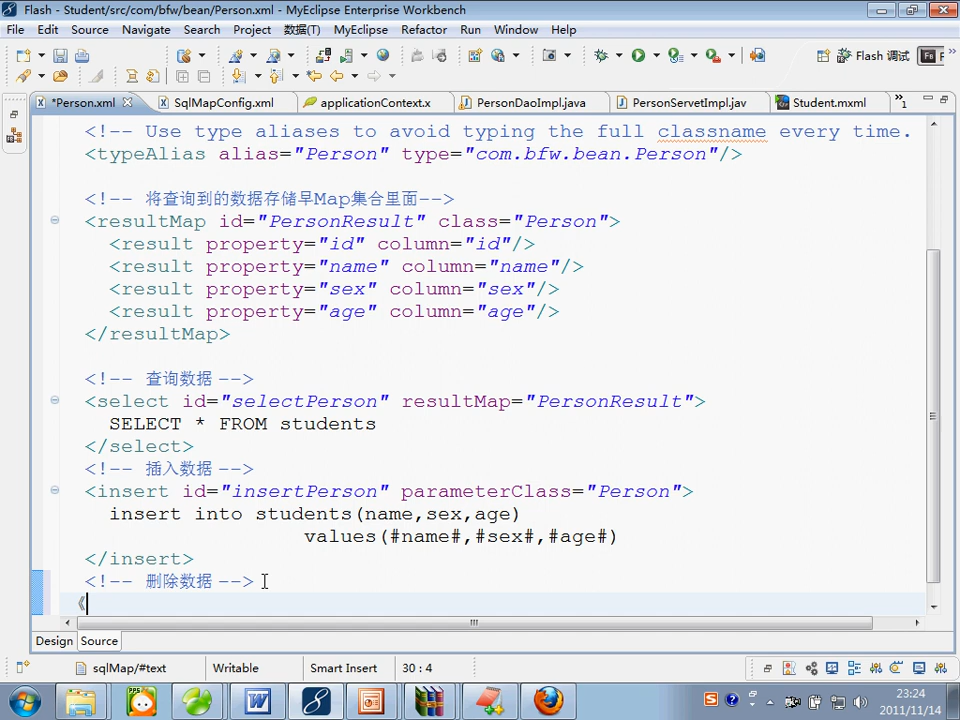 Flash - Student/src/com/bfw/bean/Person.xml - MyEclipse Enterprise Workbench
File Edit Source Navigate Search Project 数据(T) MyEclipse Refactor Run Window Help
Flash 调试
*Person.xml SqlMapConfig.xml applicationContext.x PersonDaoImpl.java PersonServetImpl.jav Student.mxml »1
<!-- Use type aliases to avoid typing the full classname every time.
<typeAlias alias="Person" type="com.bfw.bean.Person"/>
<!-- 将查询到的数据存储早Map集合里面-->
<resultMap id="PersonResult" class="Person">
<result property="id" column="id"/>
<result property="name" column="name"/>
<result property="sex" column="sex"/>
<result property="age" column="age"/>
</resultMap>
<!-- 查询数据 -->
<select id="selectPerson" resultMap="PersonResult">
SELECT * FROM students
</select>
<!-- 插入数据 -->
<insert id="insertPerson" parameterClass="Person">
insert into students(name,sex,age)
values(#name#,#sex#,#age#)
</insert>
<!-- 删除数据 -->
《
Design Source
sqlMap/#text Writable Smart Insert 30 : 4
23:24
2011/11/14